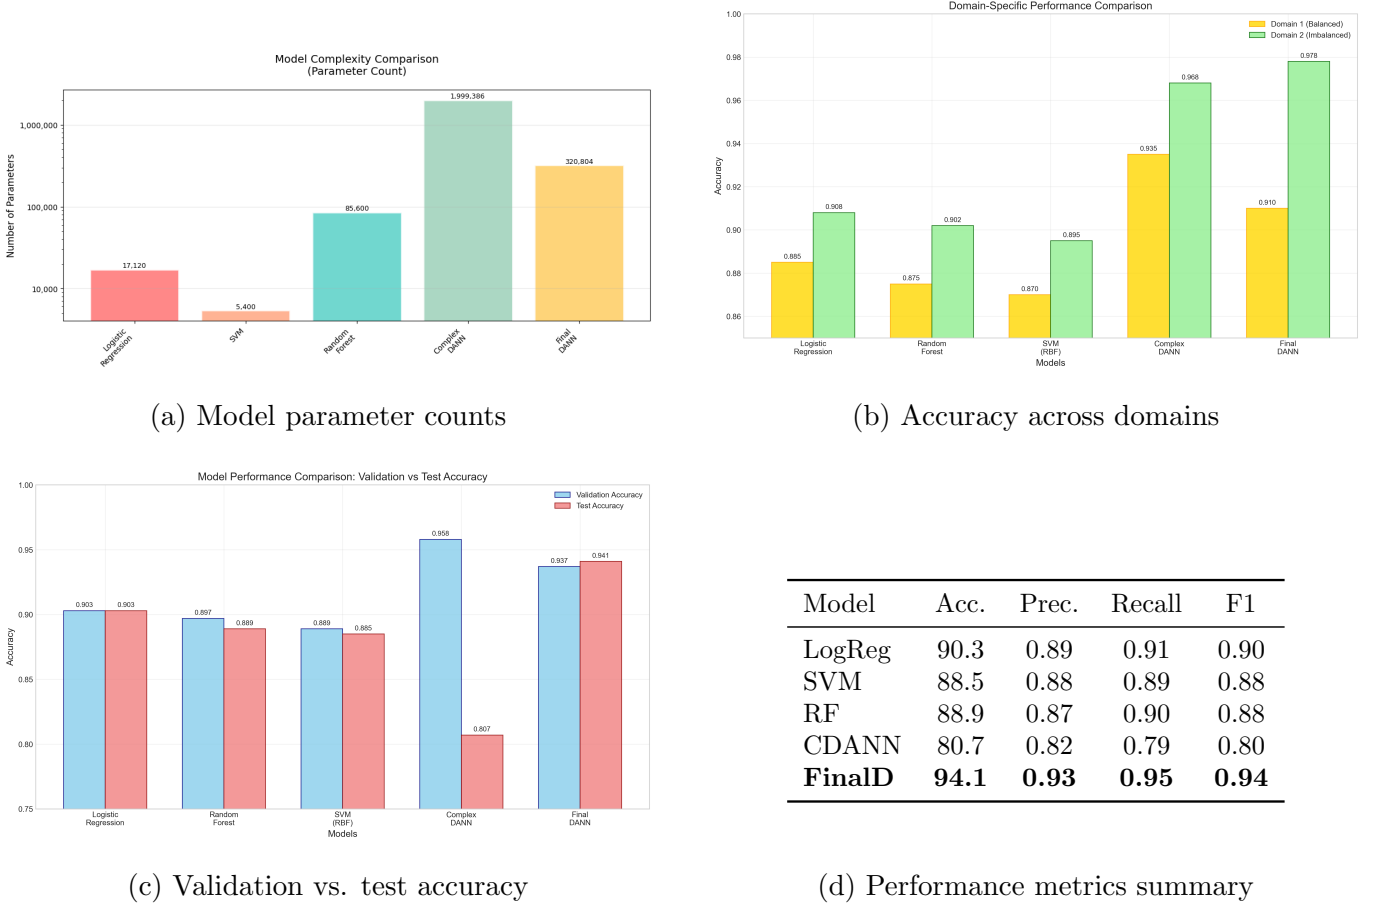 Model Complexity Comparison
(Parameter Count)
Number of Parameters
1,000,000
100,000
10,000
17,120
5,400
85,600
1,999,386
320,804
Logistic
Regression
SVM
Random
Forest
Complex
DANN
Final
DANN
(a) Model parameter counts
Domain-Specific Performance Comparison
Domain 1 (Balanced)
Domain 2 (Imbalanced)
Accuracy
1.00
0.98
0.96
0.94
0.92
0.90
0.88
0.86
0.885
0.908
0.875
0.902
0.870
0.895
0.935
0.968
0.910
0.978
Logistic
Regression
Random
Forest
SVM
(RBF)
Complex
DANN
Final
DANN
Models
(b) Accuracy across domains
Model Performance Comparison: Validation vs Test Accuracy
Validation Accuracy
Test Accuracy
Accuracy
1.00
0.95
0.90
0.85
0.80
0.75
0.903
0.903
0.897
0.889
0.889
0.885
0.958
0.807
0.937
0.941
Logistic
Regression
Random
Forest
SVM
(RBF)
Complex
DANN
Final
DANN
Models
(c) Validation vs. test accuracy
Model Acc. Prec. Recall F1
LogReg 90.3 0.89 0.91 0.90
SVM 88.5 0.88 0.89 0.88
RF 88.9 0.87 0.90 0.88
CDANN 80.7 0.82 0.79 0.80
FinalD 94.1 0.93 0.95 0.94
(d) Performance metrics summary